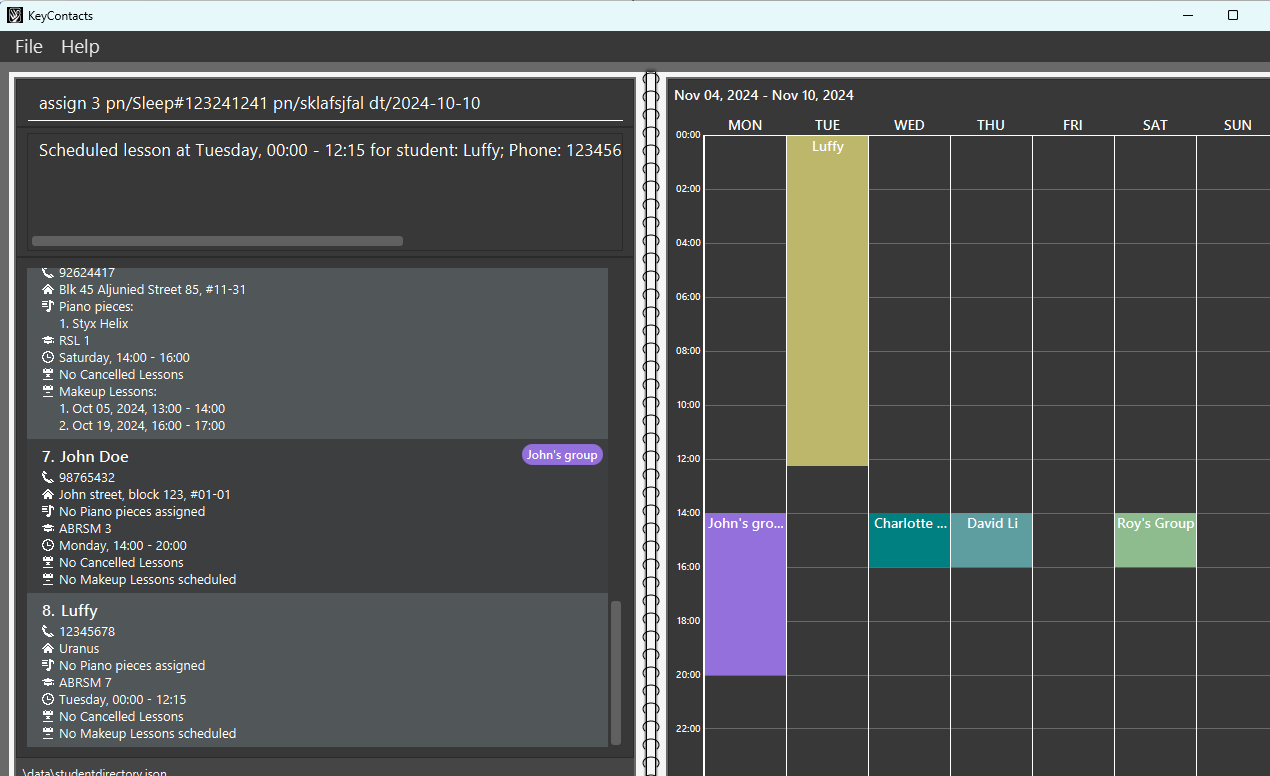 KeyContacts
File Help
assign 3 pn/Sleep#123241241 pn/sklafsjfal dt/2024-10-10
Scheduled lesson at Tuesday, 00:00 - 12:15 for student: Luffy; Phone: 123456
92624417
Blk 45 Aljunied Street 85, #11-31
Piano pieces:
1. Styx Helix
RSL 1
Saturday, 14:00 - 16:00
No Cancelled Lessons
Makeup Lessons:
1. Oct 05, 2024, 13:00 - 14:00
2. Oct 19, 2024, 16:00 - 17:00
7. John Doe
John's group
98765432
John street, block 123, #01-01
No Piano pieces assigned
ABRSM 3
Monday, 14:00 - 20:00
No Cancelled Lessons
No Makeup Lessons scheduled
8. Luffy
12345678
Uranus
No Piano pieces assigned
ABRSM 7
Tuesday, 00:00 - 12:15
No Cancelled Lessons
No Makeup Lessons scheduled
.\data\studentdirectory.json
Nov 04, 2024 - Nov 10, 2024
MON TUE WED THU FRI SAT SUN
00:00
Luffy
02:00
04:00
06:00
08:00
10:00
12:00
14:00
John's gro... Charlotte ... David Li Roy's Group
16:00
18:00
20:00
22:00